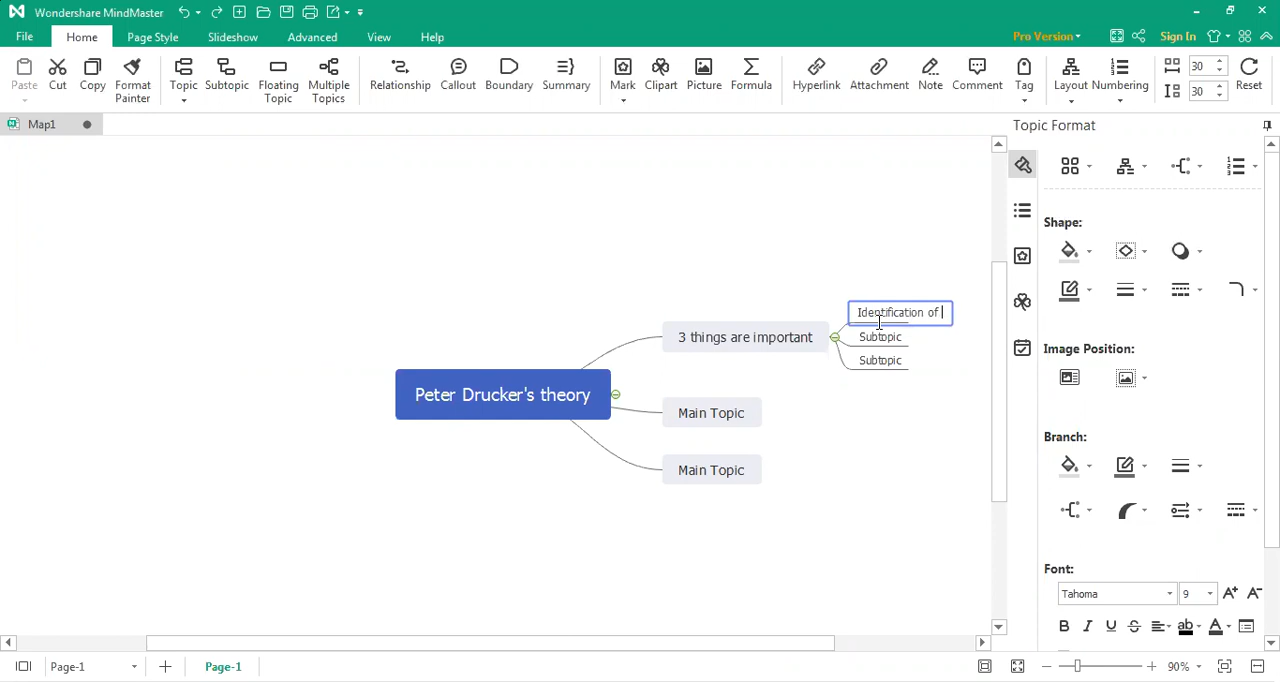 Wondershare MindMaster
File Home Page Style Slideshow Advanced View Help Pro Version Sign In
Paste Cut Copy Format Painter Topic Subtopic Floating Topic Multiple Topics Relationship Callout Boundary Summary Mark Clipart Picture Formula Hyperlink Attachment Note Comment Tag Layout Numbering 30 30 Reset
Map1
Topic Format
Shape:
Image Position:
Branch:
Font:
Tahoma 9 A+ A-
B I U S ab A
Identification of
3 things are important
Subtopic
Subtopic
Peter Drucker's theory
Main Topic
Main Topic
Page-1 Page-1 90%